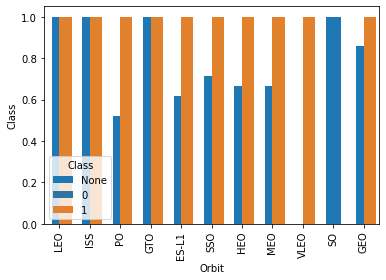 1.0
0.8
0.6
0.4
0.2
0.0
Class
Class
None
0
1
LEO
ISS
PO
GTO
ES-L1
SSO
HEO
MEO
VLEO
SO
GEO
Orbit